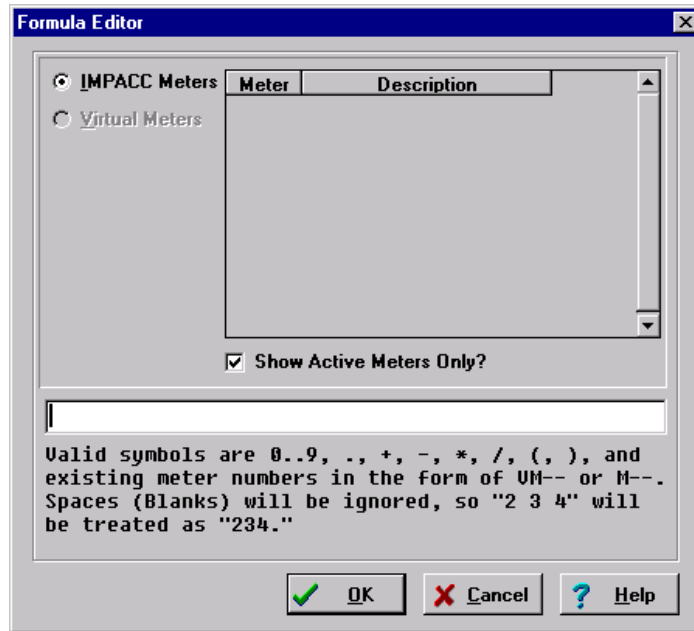 Formula Editor
IMPACC Meters
Virtual Meters
Meter Description
Show Active Meters Only?
Valid symbols are 0..9, ., +, -, *, /, (, ), and
existing meter numbers in the form of VM-- or M--.
Spaces (Blanks) will be ignored, so "2 3 4" will
be treated as "234."
OK Cancel Help